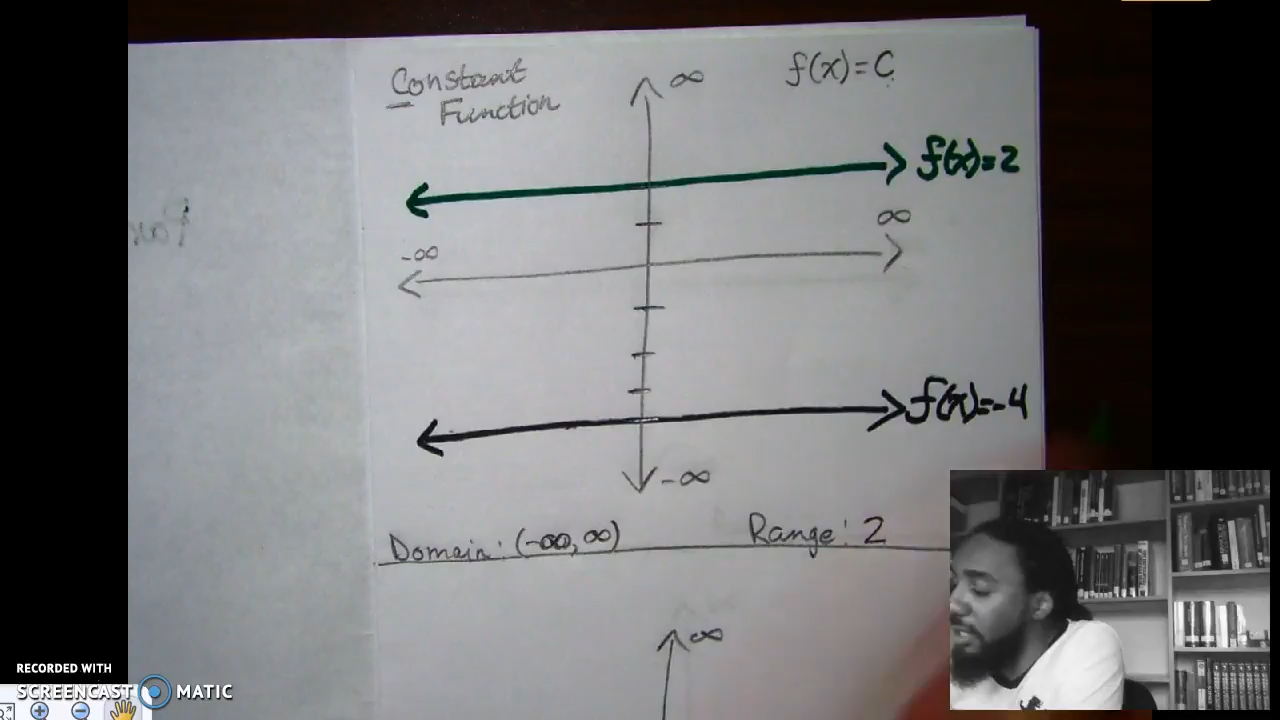 Constant
Function
f(x)=C
∞
f(x)=2
∞
-∞
f(x)=-4
-∞
Domain: (-∞,∞)
Range: 2
∞
RECORDED WITH
SCREENCAST MATIC